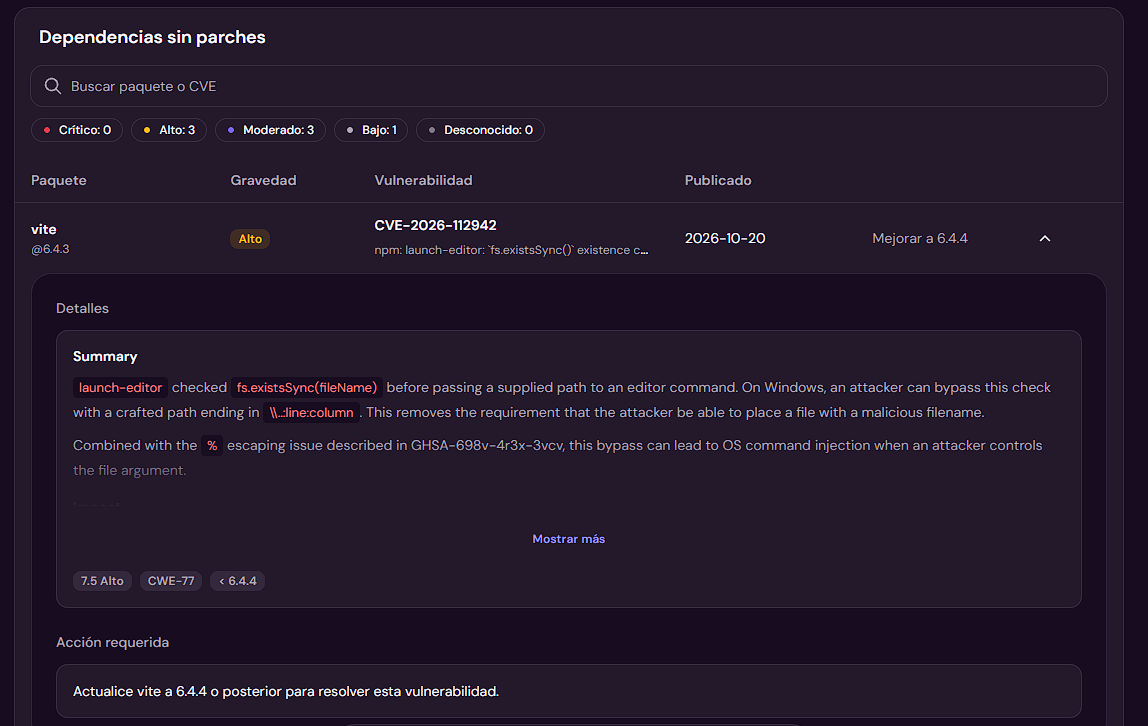 Dependencias sin parches
Buscar paquete o CVE
Crítico: 0 Alto: 3 Moderado: 3 Bajo: 1 Desconocido: 0
Paquete Gravedad Vulnerabilidad Publicado
vite
@6.4.3
Alto
CVE-2026-112942
npm: launch-editor: `fs.existsSync()` existence c...
2026-10-20
Mejorar a 6.4.4
Detalles
Summary
launch-editor checked fs.existsSync(fileName) before passing a supplied path to an editor command. On Windows, an attacker can bypass this check
with a crafted path ending in \\..:line:column . This removes the requirement that the attacker be able to place a file with a malicious filename.
Combined with the % escaping issue described in GHSA-698v-4r3x-3vcv, this bypass can lead to OS command injection when an attacker controls
the file argument.
Mostrar más
7.5 Alto CWE-77 < 6.4.4
Acción requerida
Actualice vite a 6.4.4 o posterior para resolver esta vulnerabilidad.